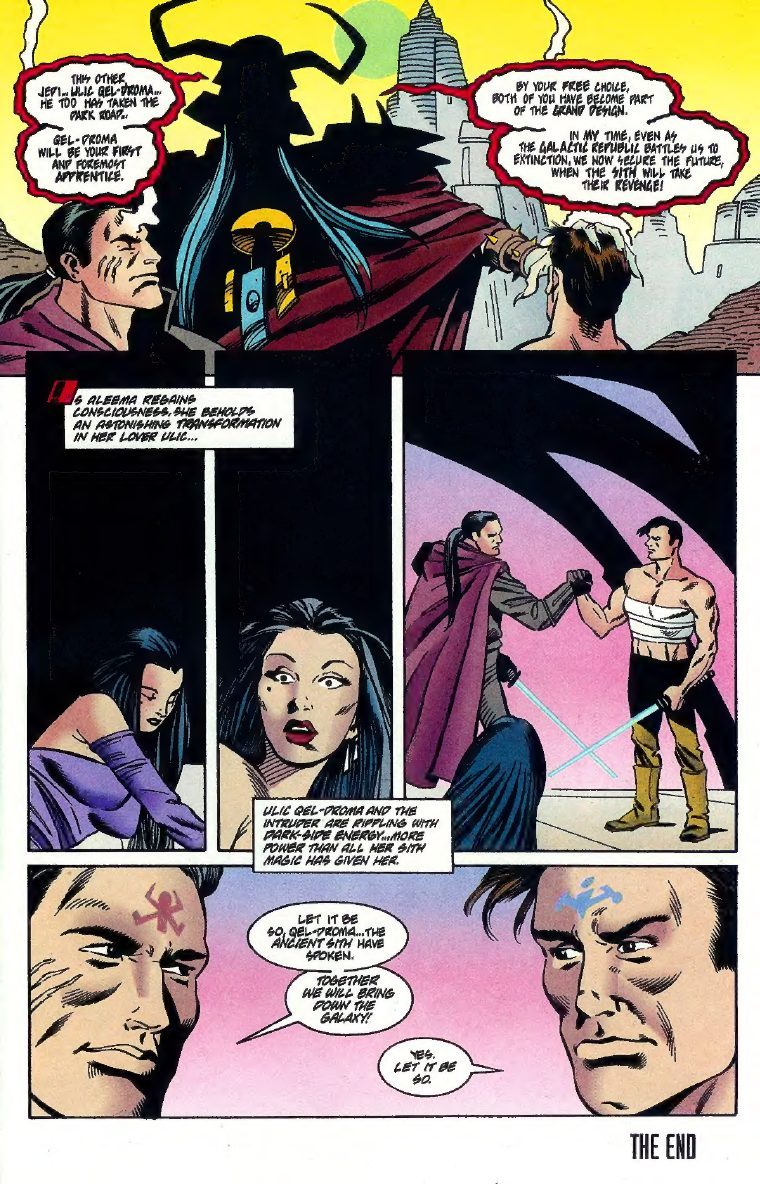 THIS OTHER
JEDI...ULIC QEL-DROMA...
HE TOO HAS TAKEN THE
DARK ROAD...
QEL-DROMA
WILL BE YOUR FIRST
AND FOREMOST
APPRENTICE.
BY YOUR FREE CHOICE,
BOTH OF YOU HAVE BECOME PART
OF THE GRAND DESIGN.
IN MY TIME, EVEN AS
THE GALACTIC REPUBLIC BATTLES US TO
EXTINCTION, WE NOW SECURE THE FUTURE,
WHEN THE SITH WILL TAKE
THEIR REVENGE!
AS ALEEMA REGAINS
CONSCIOUSNESS, SHE BEHOLDS
AN ASTONISHING TRANSFORMATION
IN HER LOVER ULIC...
ULIC QEL-DROMA AND THE
INTRUDER ARE RIPPLING WITH
DARK-SIDE ENERGY...MORE
POWER THAN ALL HER SITH
MAGIC HAS GIVEN HER.
LET IT BE
SO, QEL-DROMA...THE
ANCIENT SITH HAVE
SPOKEN.
TOGETHER
WE WILL BRING
DOWN THE
GALAXY!
YES.
LET IT BE
SO.
THE END